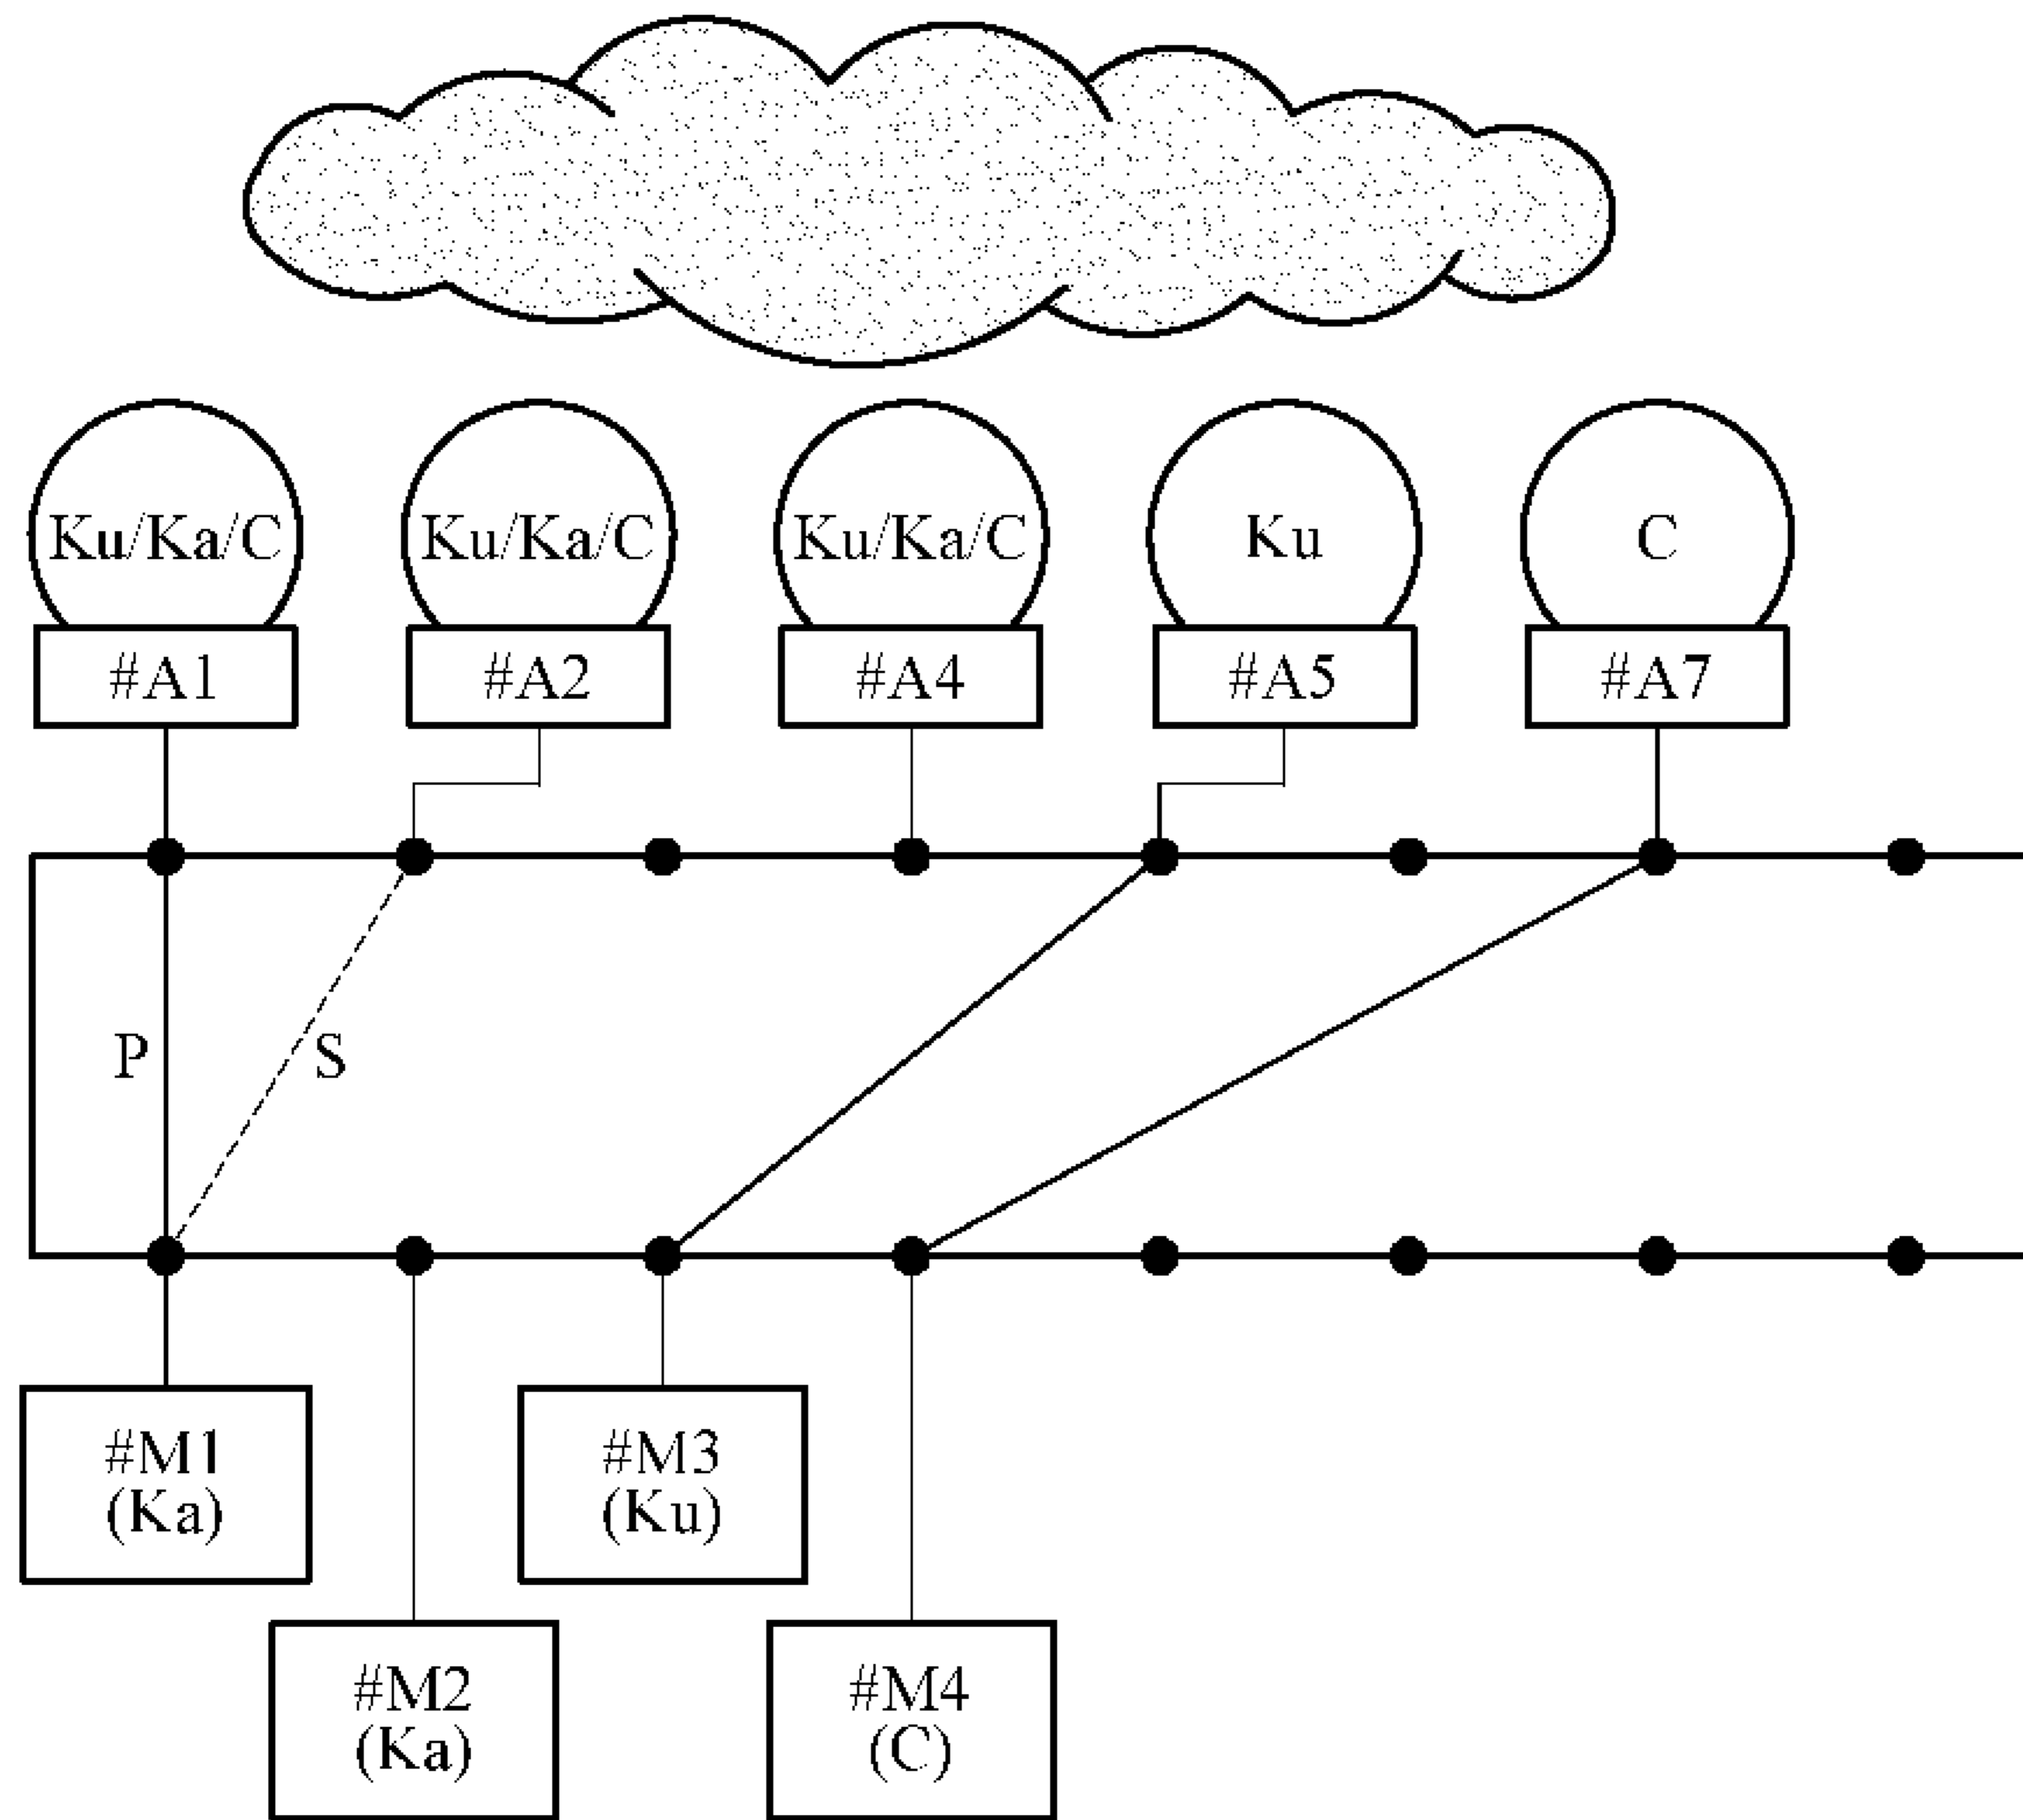 Ku/Ka/C
Ku/Ka/C
Ku/Ka/C
Ku
C
#A1
#A2
#A4
#A5
#A7
P
S
#M1
(Ka)
#M3
(Ku)
#M2
(Ka)
#M4
(C)